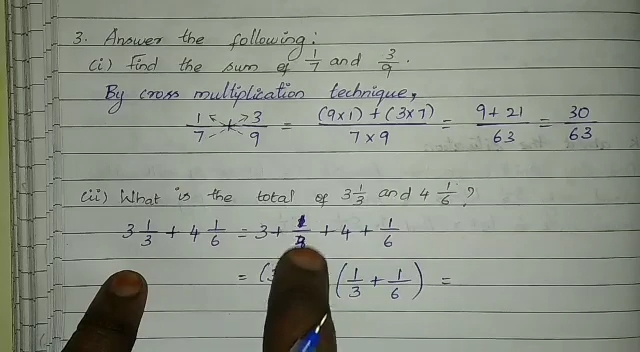 3. Answer the following:
(i) Find the sum of 1/7 and 3/9.
By cross multiplication technique,
1/7 + 3/9 = (9×1) + (3×7) / 7×9 = 9+21 / 63 = 30/63
(ii) What is the total of 3 1/3 and 4 1/6?
3 1/3 + 4 1/6 = 3 + 1/3 + 4 + 1/6
= (3 (1/3 + 1/6) =